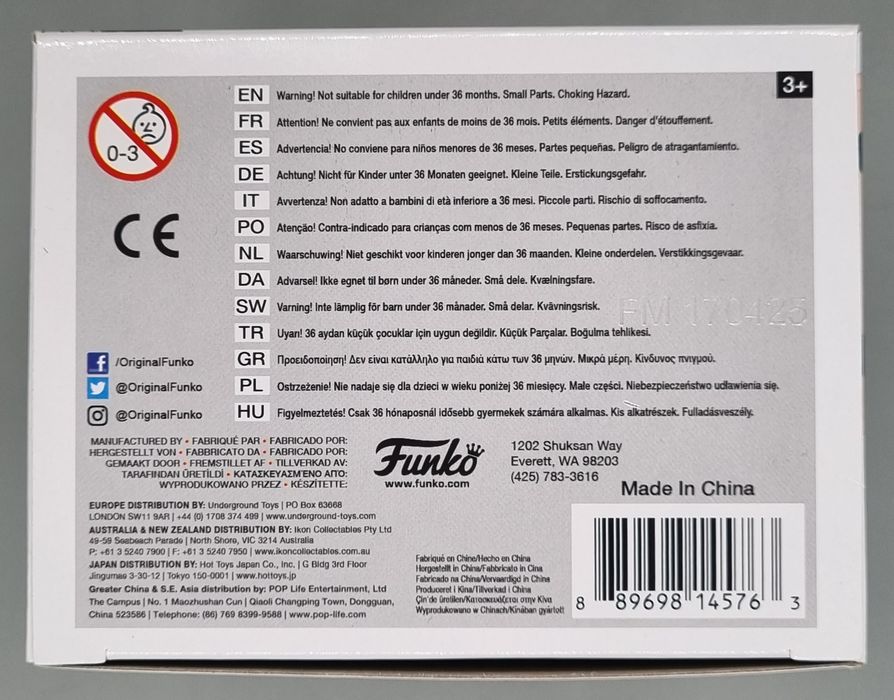 3+
0-3
EN Warning! Not suitable for children under 36 months. Small Parts. Choking Hazard.
FR Attention! Ne convient pas aux enfants de moins de 36 mois. Petits éléments. Danger d'étouffement.
ES Advertencia! No conviene para niños menores de 36 meses. Partes pequeñas. Peligro de atragantamiento.
DE Achtung! Nicht für Kinder unter 36 Monaten geeignet. Kleine Teile. Erstickungsgefahr.
IT Avvertenza! Non adatto a bambini di età inferiore a 36 mesi. Piccole parti. Rischio di soffocamento.
PO Atenção! Contra-indicado para crianças com menos de 36 meses. Pequenas partes. Risco de asfixia.
NL Waarschuwing! Niet geschikt voor kinderen jonger dan 36 maanden. Kleine onderdelen. Verstikkingsgevaar.
DA Advarsel! Ikke egnet til børn under 36 måneder. Små dele. Kvælningsfare.
SW Varning! Inte lämplig för barn under 36 månader. Små delar. Kvävningsrisk.
FM 170425
TR Uyarı! 36 aydan küçük çocuklar için uygun değildir. Küçük Parçalar. Boğulma tehlikesi.
GR Προειδοποίηση! Δεν είναι κατάλληλο για παιδιά κάτω των 36 μηνών. Μικρά μέρη. Κίνδυνος πνιγμού.
PL Ostrzeżenie! Nie nadaje się dla dzieci w wieku poniżej 36 miesięcy. Małe części. Niebezpieczeństwo udławienia się.
HU Figyelmeztetés! Csak 36 hónaposnál idősebb gyermekek számára alkalmas. Kis alkatrészek. Fulladásveszély.
CE
f /OriginalFunko
@OriginalFunko
@OriginalFunko
MANUFACTURED BY • FABRIQUÉ PAR • FABRICADO POR:
HERGESTELLT VON • FABBRICATO DA • FABRICADO POR:
GEMAAKT DOOR • FREMSTILLET AF • TILLVERKAD AV:
TARAFINDAN ÜRETİLDİ • ΚΑΤΑΣΚΕΥΑΣΜΈΝΟ ΑΠΌ:
WYPRODUKOWANO PRZEZ • KÉSZÍTETTE:
Funko
www.funko.com
1202 Shuksan Way
Everett, WA 98203
(425) 783-3616
Made In China
EUROPE DISTRIBUTION BY: Underground Toys | PO Box 63668
LONDON SW11 9AR | +44 (0) 1708 374 499 | www.underground-toys.com
AUSTRALIA & NEW ZEALAND DISTRIBUTION BY: Ikon Collectables Pty Ltd
49-59 Seabeach Parade | North Shore, VIC 3214 Australia
P: +61 3 5240 7900 | F: +61 3 5240 7950 | www.ikoncollectables.com.au
JAPAN DISTRIBUTION BY: Hot Toys Japan Co., Inc. | G Bldg 3rd Floor
Jingumae 3-30-12 | Tokyo 150-0001 | www.hottoys.jp
Greater China & S.E. Asia distribution by: POP Life Entertainment, Ltd
The Campus | No. 1 Maozhushan Cun | Qiaoli Changping Town, Dongguan,
China 523586 | Telephone: (86) 769 8399-9588 | www.pop-life.com
Fabriqué en Chine/Hecho en China
Hergestellt in China/Fabbricato in Cina
Fabricado na China/Vervaardigd in China
Produceret i Kina/Tillverkad i China
Çin'de üretilen/Κατασκευάζεται στην Κίνα
Wyprodukowano w Chinach/Kínában gyártott
8 89698 14576 3